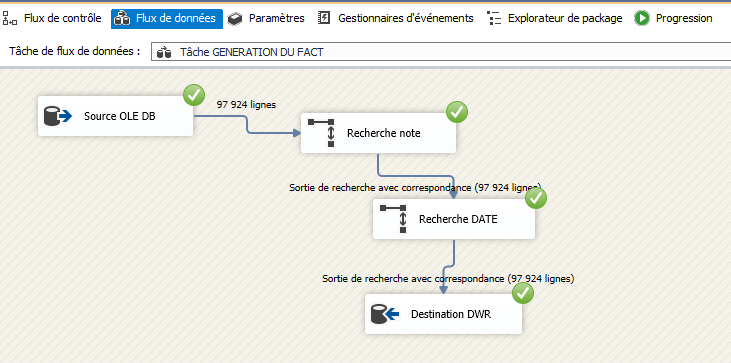 Flux de contrôle Flux de données Paramètres Gestionnaires d'événements Explorateur de package Progression
Tâche de flux de données : Tâche GENERATION DU FACT
97 924 lignes
Source OLE DB
Recherche note
Sortie de recherche avec correspondance (97 924 lignes)
Recherche DATE
Sortie de recherche avec correspondance (97 924 lignes)
Destination DWR